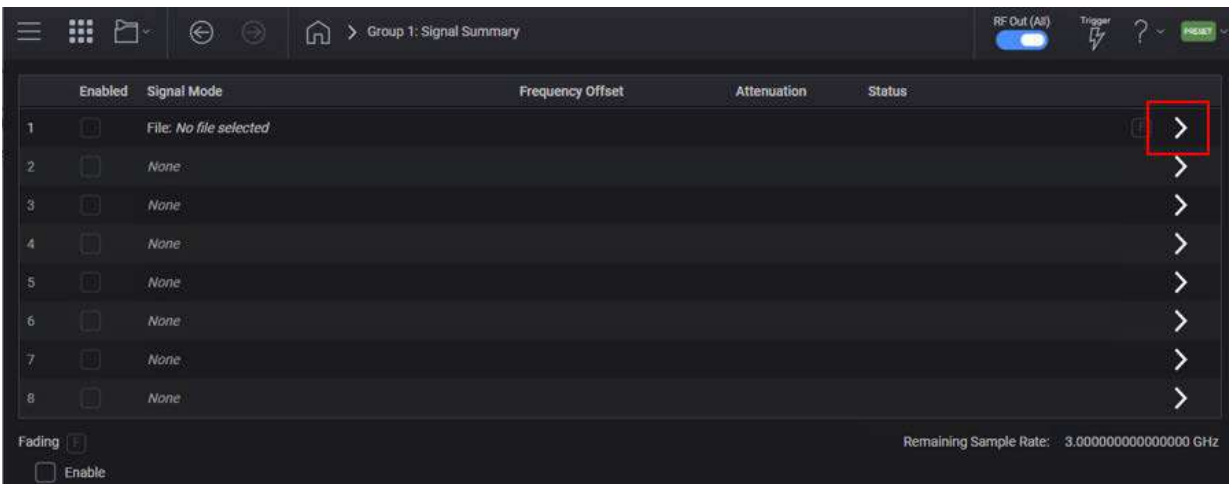 Group 1: Signal Summary
RF Out (All)
Trigger
?
PRESET
Enabled Signal Mode Frequency Offset Attenuation Status
1 File: No file selected F
2 None
3 None
4 None
5 None
6 None
7 None
8 None
Fading F
Remaining Sample Rate: 3.000000000000000 GHz
Enable